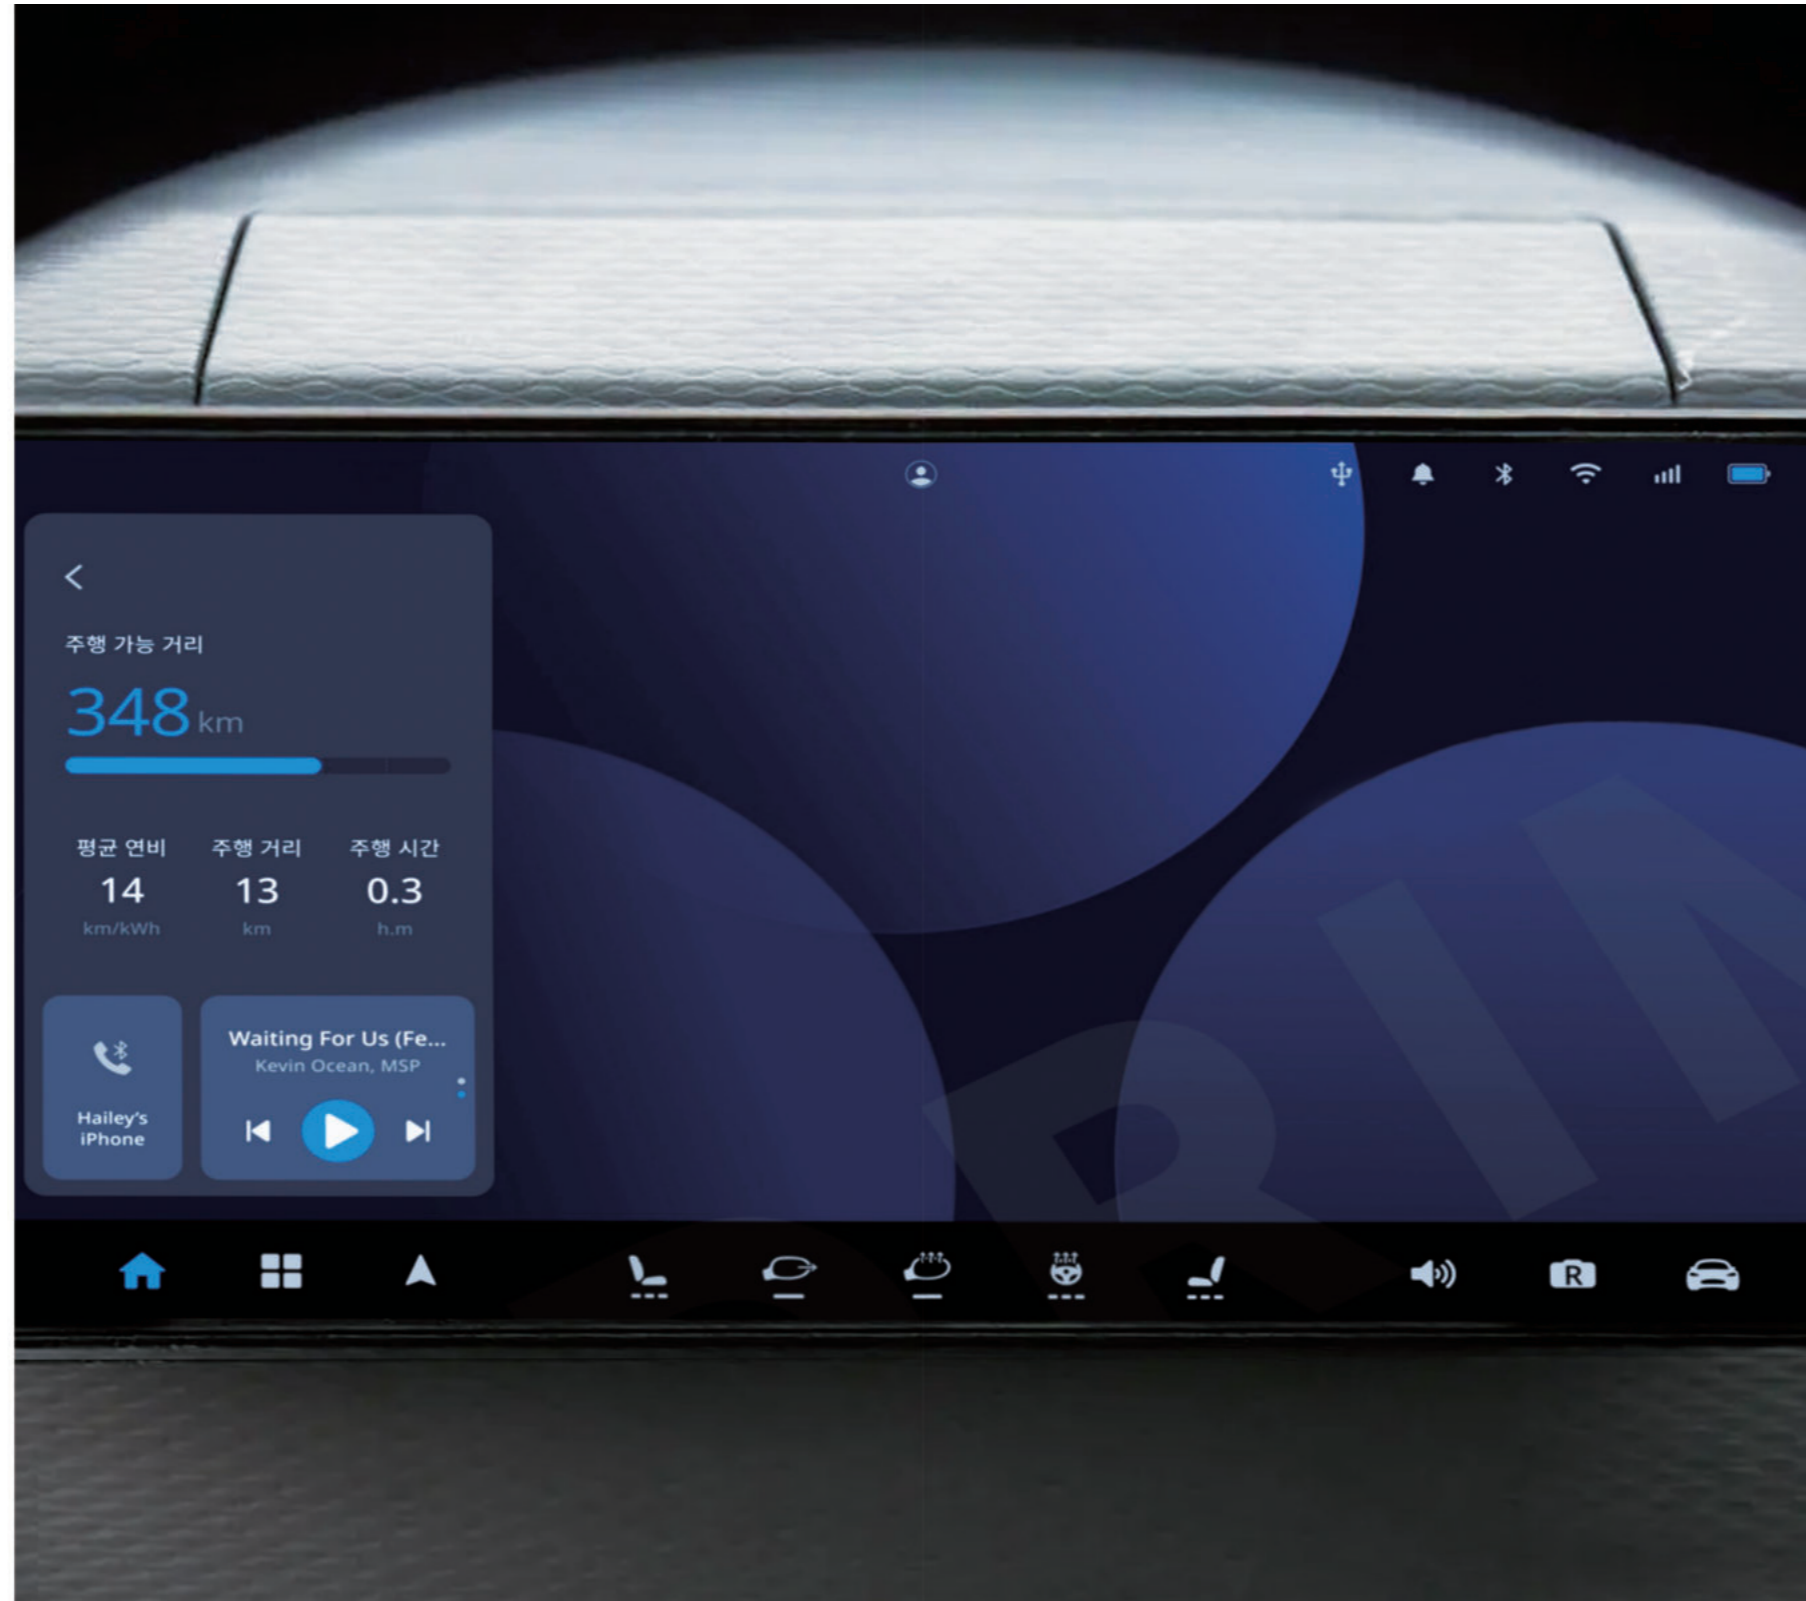 주행 가능 거리
348 km
평균 연비 주행 거리 주행 시간
14 13 0.3
km/kWh km h.m
Waiting For Us (Fe...
Kevin Ocean, MSP
Hailey's
iPhone
R